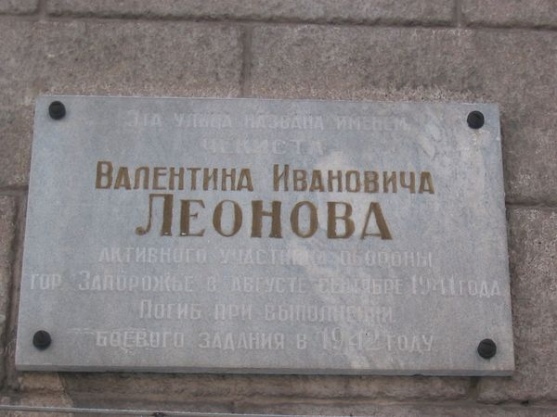 Эта улица названа именем
чекиста
Валентина Ивановича
Леонова
активного участника обороны
гор Запорожье в августе сентябре 1941 года
Погиб при выполнении
боевого задания в 1942 году